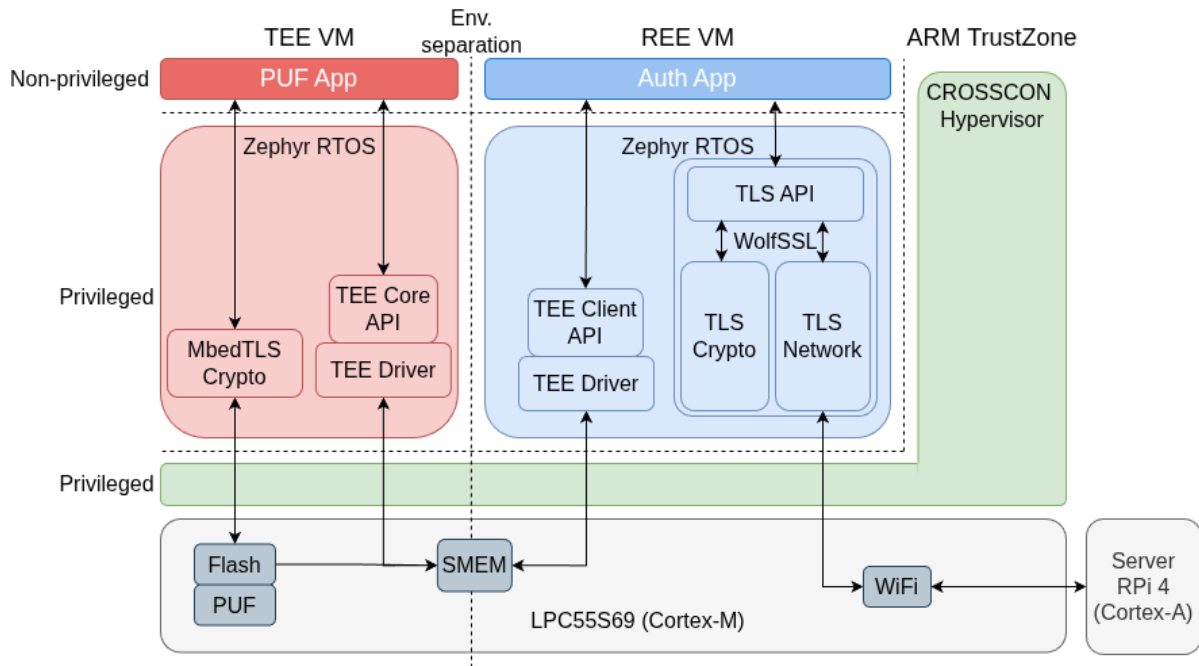 TEE VM
Env.
separation
REE VM
ARM TrustZone
Non-privileged
PUF App
Auth App
CROSSCON
Hypervisor
Zephyr RTOS
Zephyr RTOS
TLS API
WolfSSL
Privileged
TEE Core
API
TEE Client
API
TLS
Crypto
TLS
Network
MbedTLS
Crypto
TEE Driver
TEE Driver
Privileged
Flash
PUF
SMEM
WiFi
LPC55S69 (Cortex-M)
Server
RPi 4
(Cortex-A)